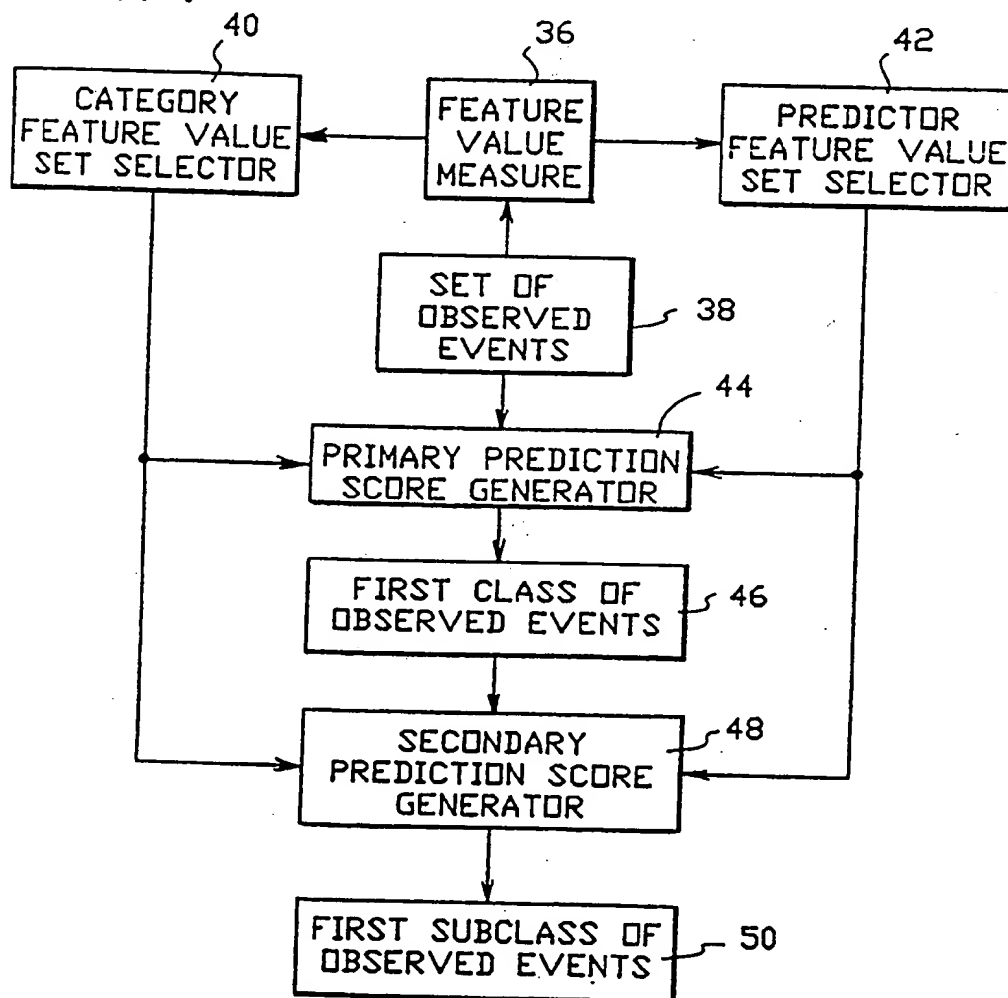 40
36
42
CATEGORY
FEATURE VALUE
SET SELECTOR
FEATURE
VALUE
MEASURE
PREDICTOR
FEATURE VALUE
SET SELECTOR
SET OF
OBSERVED
EVENTS
38
44
PRIMARY PREDICTION
SCORE GENERATOR
FIRST CLASS OF
OBSERVED EVENTS
46
SECONDARY
PREDICTION SCORE
GENERATOR
48
FIRST SUBCLASS OF
OBSERVED EVENTS
50